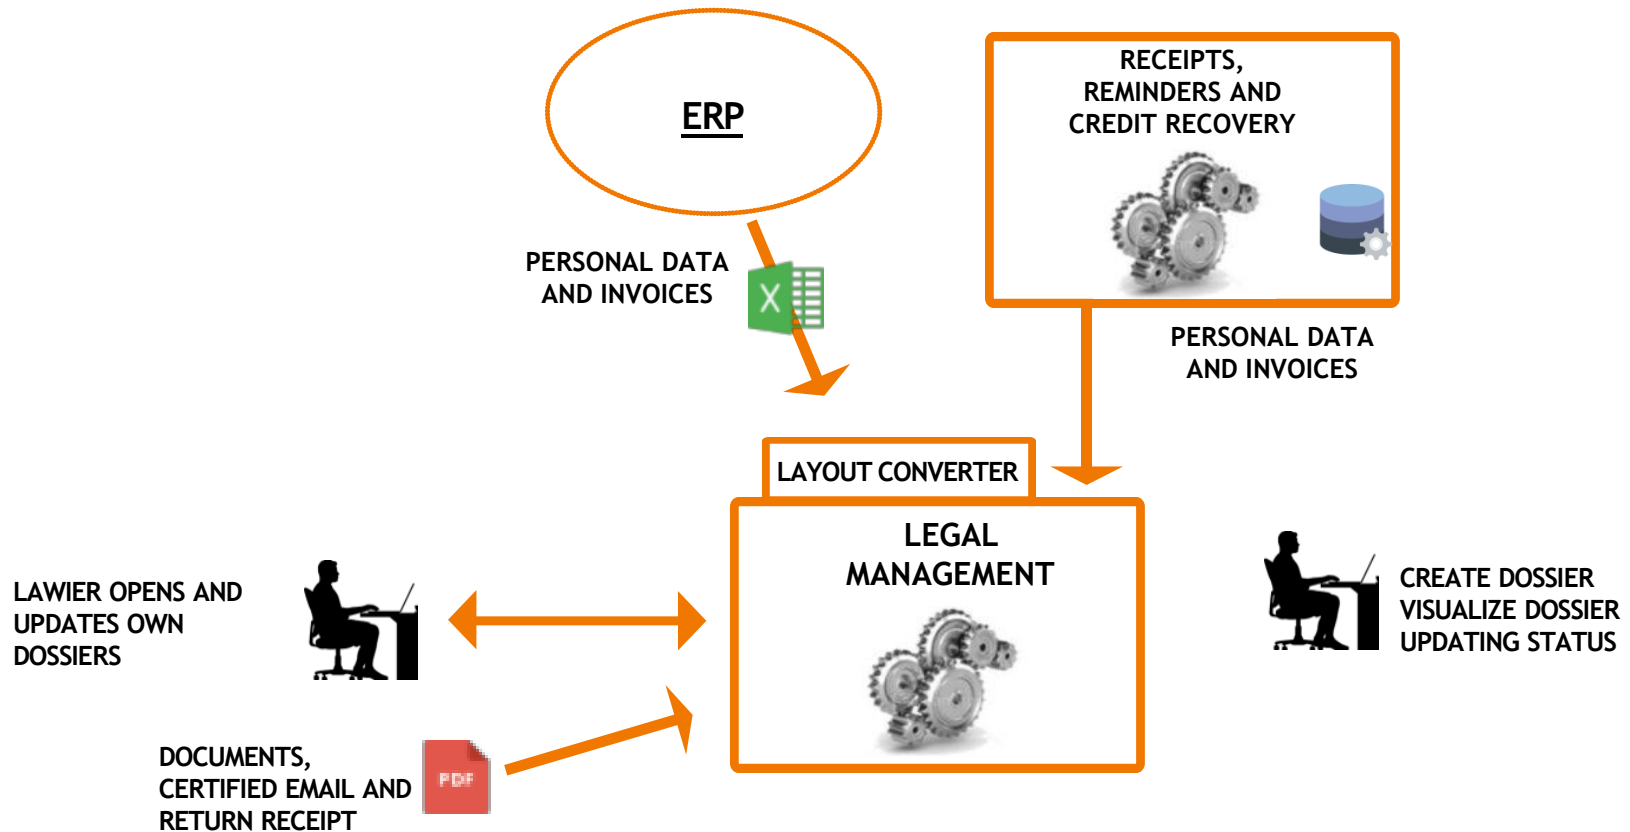 ERP
RECEIPTS,
REMINDERS AND
CREDIT RECOVERY
PERSONAL DATA
AND INVOICES
X
PERSONAL DATA
AND INVOICES
LAYOUT CONVERTER
LEGAL
MANAGEMENT
LAWIER OPENS AND
UPDATES OWN
DOSSIERS
CREATE DOSSIER
VISUALIZE DOSSIER
UPDATING STATUS
DOCUMENTS,
CERTIFIED EMAIL AND
RETURN RECEIPT
PDF